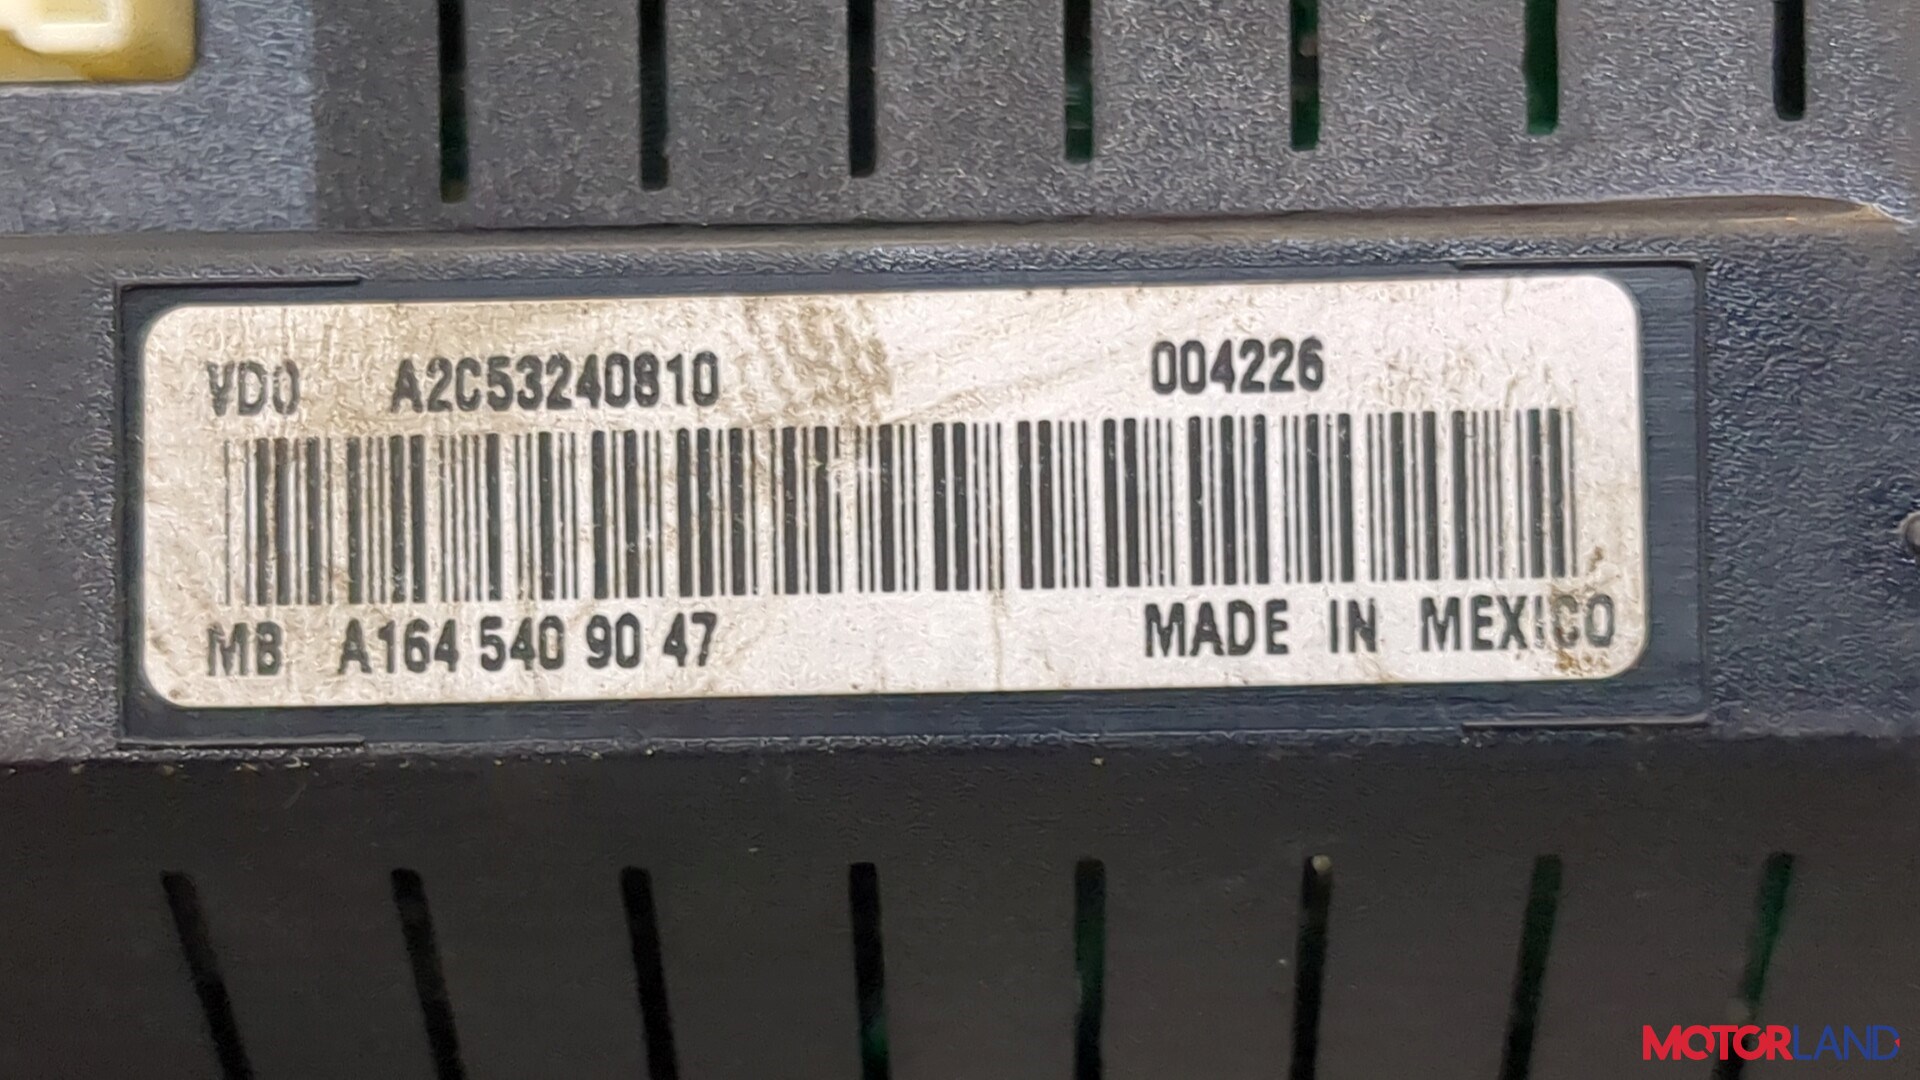 VDO A2C53240810 004226
MB A164 540 90 47 MADE IN MEXICO
MOTORLAND